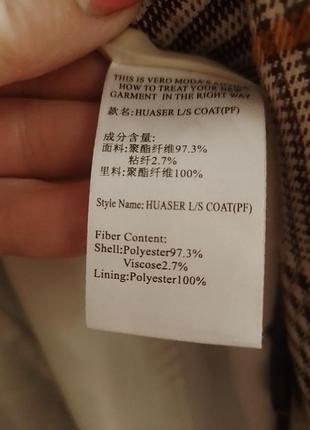 THIS IS VERO MODA'S
HOW TO TREAT YOUR NEW
GARMENT IN THE RIGHT WAY.
款名:HUASER L/S COAT(PF)
成分含量:
面料:聚酯纤维97.3%
粘纤2.7%
里料:聚酯纤维100%
Style Name: HUASER L/S COAT(PF)
Fiber Content:
Shell:Polyester97.3%
Viscose2.7%
Lining:Polyester100%